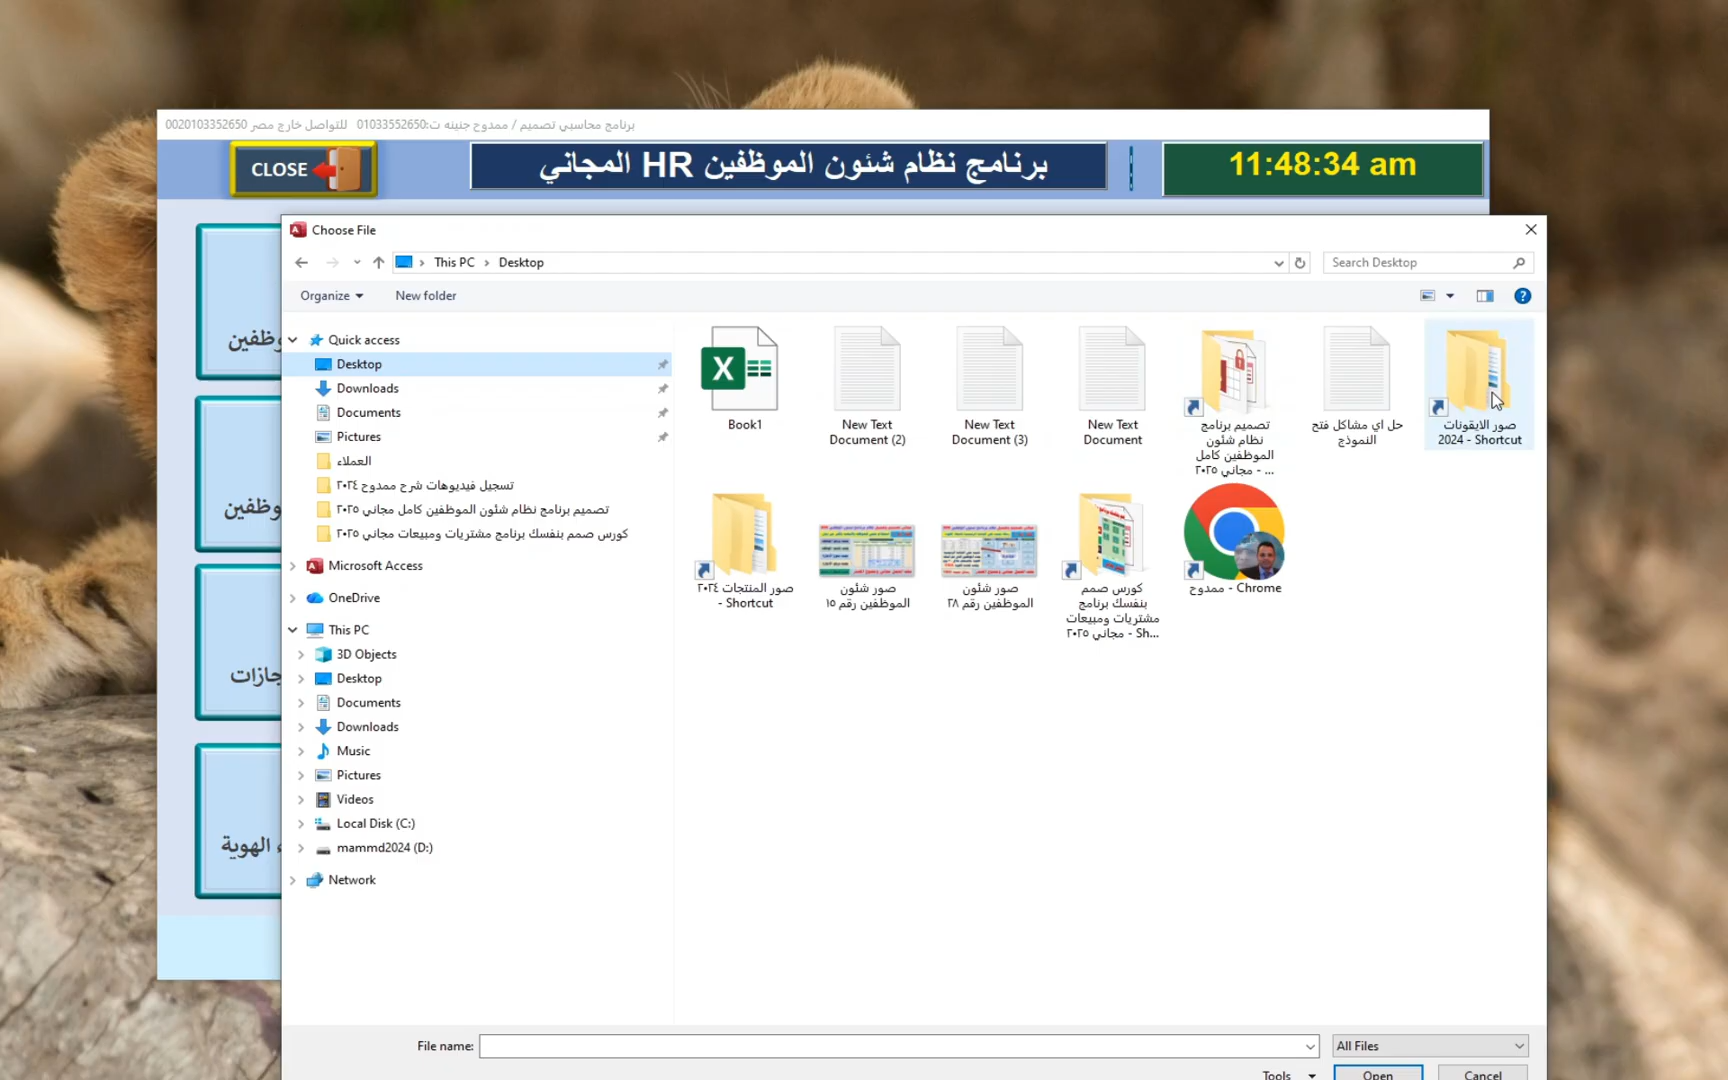 برنامج محاسبي تصميم / ممدوح جنينه ت:01033552650 للتواصل خارج مصر 0020103352650
CLOSE
برنامج نظام شئون الموظفين HR المجاني
11:48:34 am
Choose File
This PC
Desktop
Search Desktop
Organize
New folder
Quick access
Desktop
Downloads
Documents
Pictures
العملاء
تسجيل فيديوهات شرح ممدوح ٢٠٢٤
تصميم برنامج نظام شئون الموظفين كامل مجاني ٢٠٢٥
كورس صمم بنفسك برنامج مشتريات ومبيعات مجاني ٢٠٢٥
Microsoft Access
OneDrive
This PC
3D Objects
Desktop
Documents
Downloads
Music
Pictures
Videos
Local Disk (C:)
mammd2024 (D:)
Network
Book1
New Text
Document (2)
New Text
Document (3)
New Text
Document
تصميم برنامج
نظام شئون
الموظفين كامل
مجاني ٢٠٢٥ - ...
حل اي مشاكل فتح
النموذج
صور الايقونات
2024 - Shortcut
صور المنتجات ٢٠٢٤
- Shortcut
صور شئون
الموظفين رقم ١٥
صور شئون
الموظفين رقم ٢٨
كورس صمم
بنفسك برنامج
مشتريات ومبيعات
مجاني ٢٠٢٥ - Sh...
ممدوح - Chrome
وظفين
وظفين
جازات
الهوية
File name:
All Files
Tools
Open
Cancel